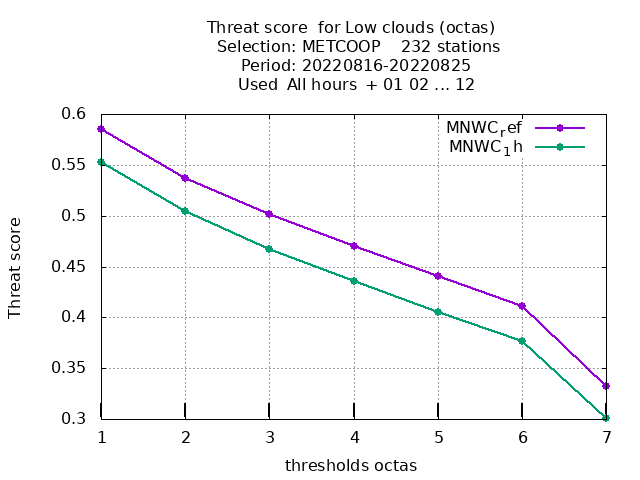 Threat score for Low clouds (octas)
Selection: METCOOP 232 stations
Period: 20220816-20220825
Used All hours + 01 02 ... 12
0.6
0.55
0.5
0.45
0.4
0.35
0.3
Threat score
MNWC_ref
MNWC_1h
1 2 3 4 5 6 7
thresholds octas